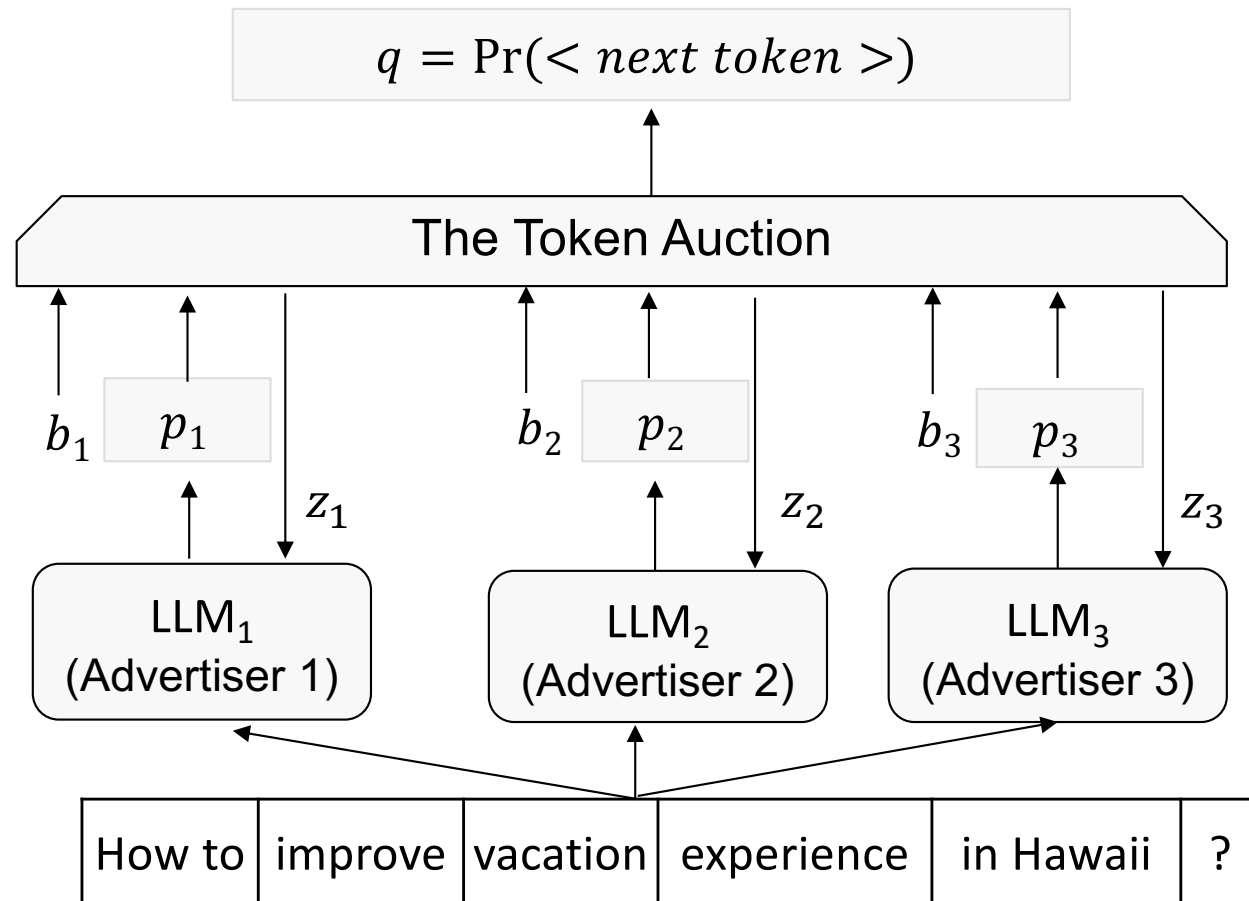 q = Pr(< next token >)
The Token Auction
b₁ p₁ b₂ p₂ b₃ p₃
z₁ z₂ z₃
LLM₁ LLM₂ LLM₃
(Advertiser 1) (Advertiser 2) (Advertiser 3)
How to improve vacation experience in Hawaii ?